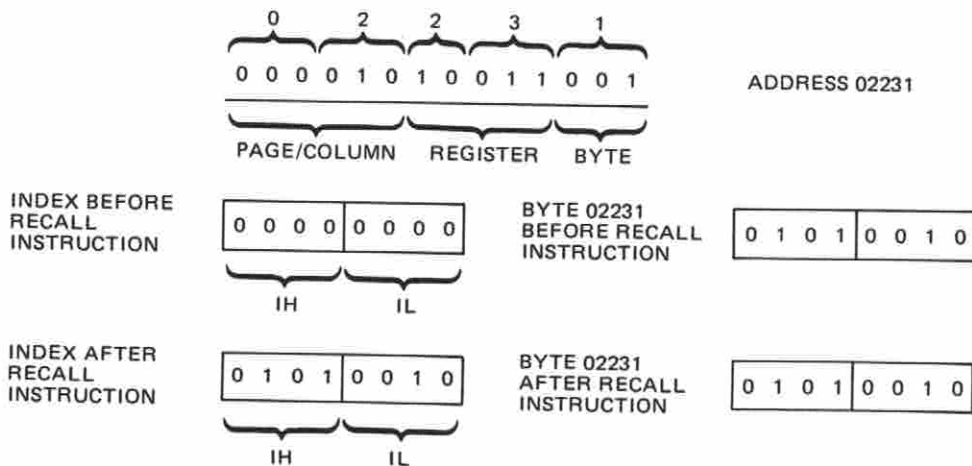 0 2 2 3 1
0 0 0 0 1 0 1 0 0 1 1 0 0 1
ADDRESS 02231
PAGE/COLUMN REGISTER BYTE
INDEX BEFORE
RECALL
INSTRUCTION
0 0 0 0 0 0 0 0
IH IL
BYTE 02231
BEFORE RECALL
INSTRUCTION
0 1 0 1 0 0 1 0
INDEX AFTER
RECALL
INSTRUCTION
0 1 0 1 0 0 1 0
IH IL
BYTE 02231
AFTER RECALL
INSTRUCTION
0 1 0 1 0 0 1 0